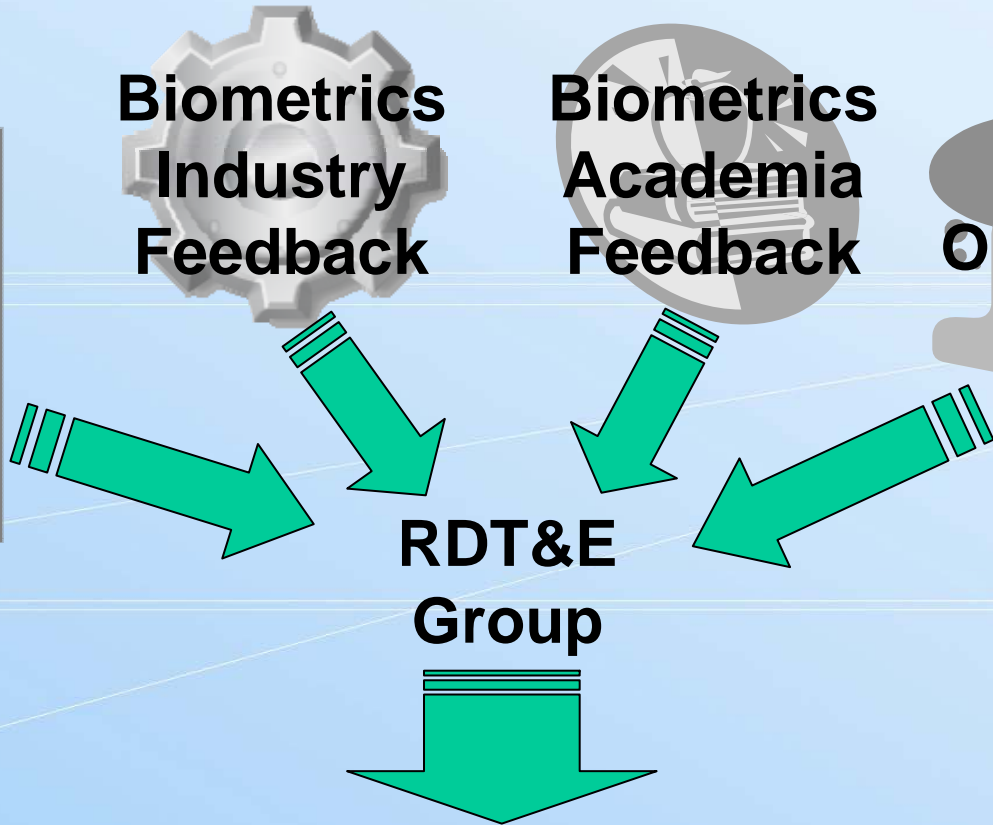 Biometrics
Industry
Feedback
Biometrics
Academia
Feedback
O
RDT&E
Group